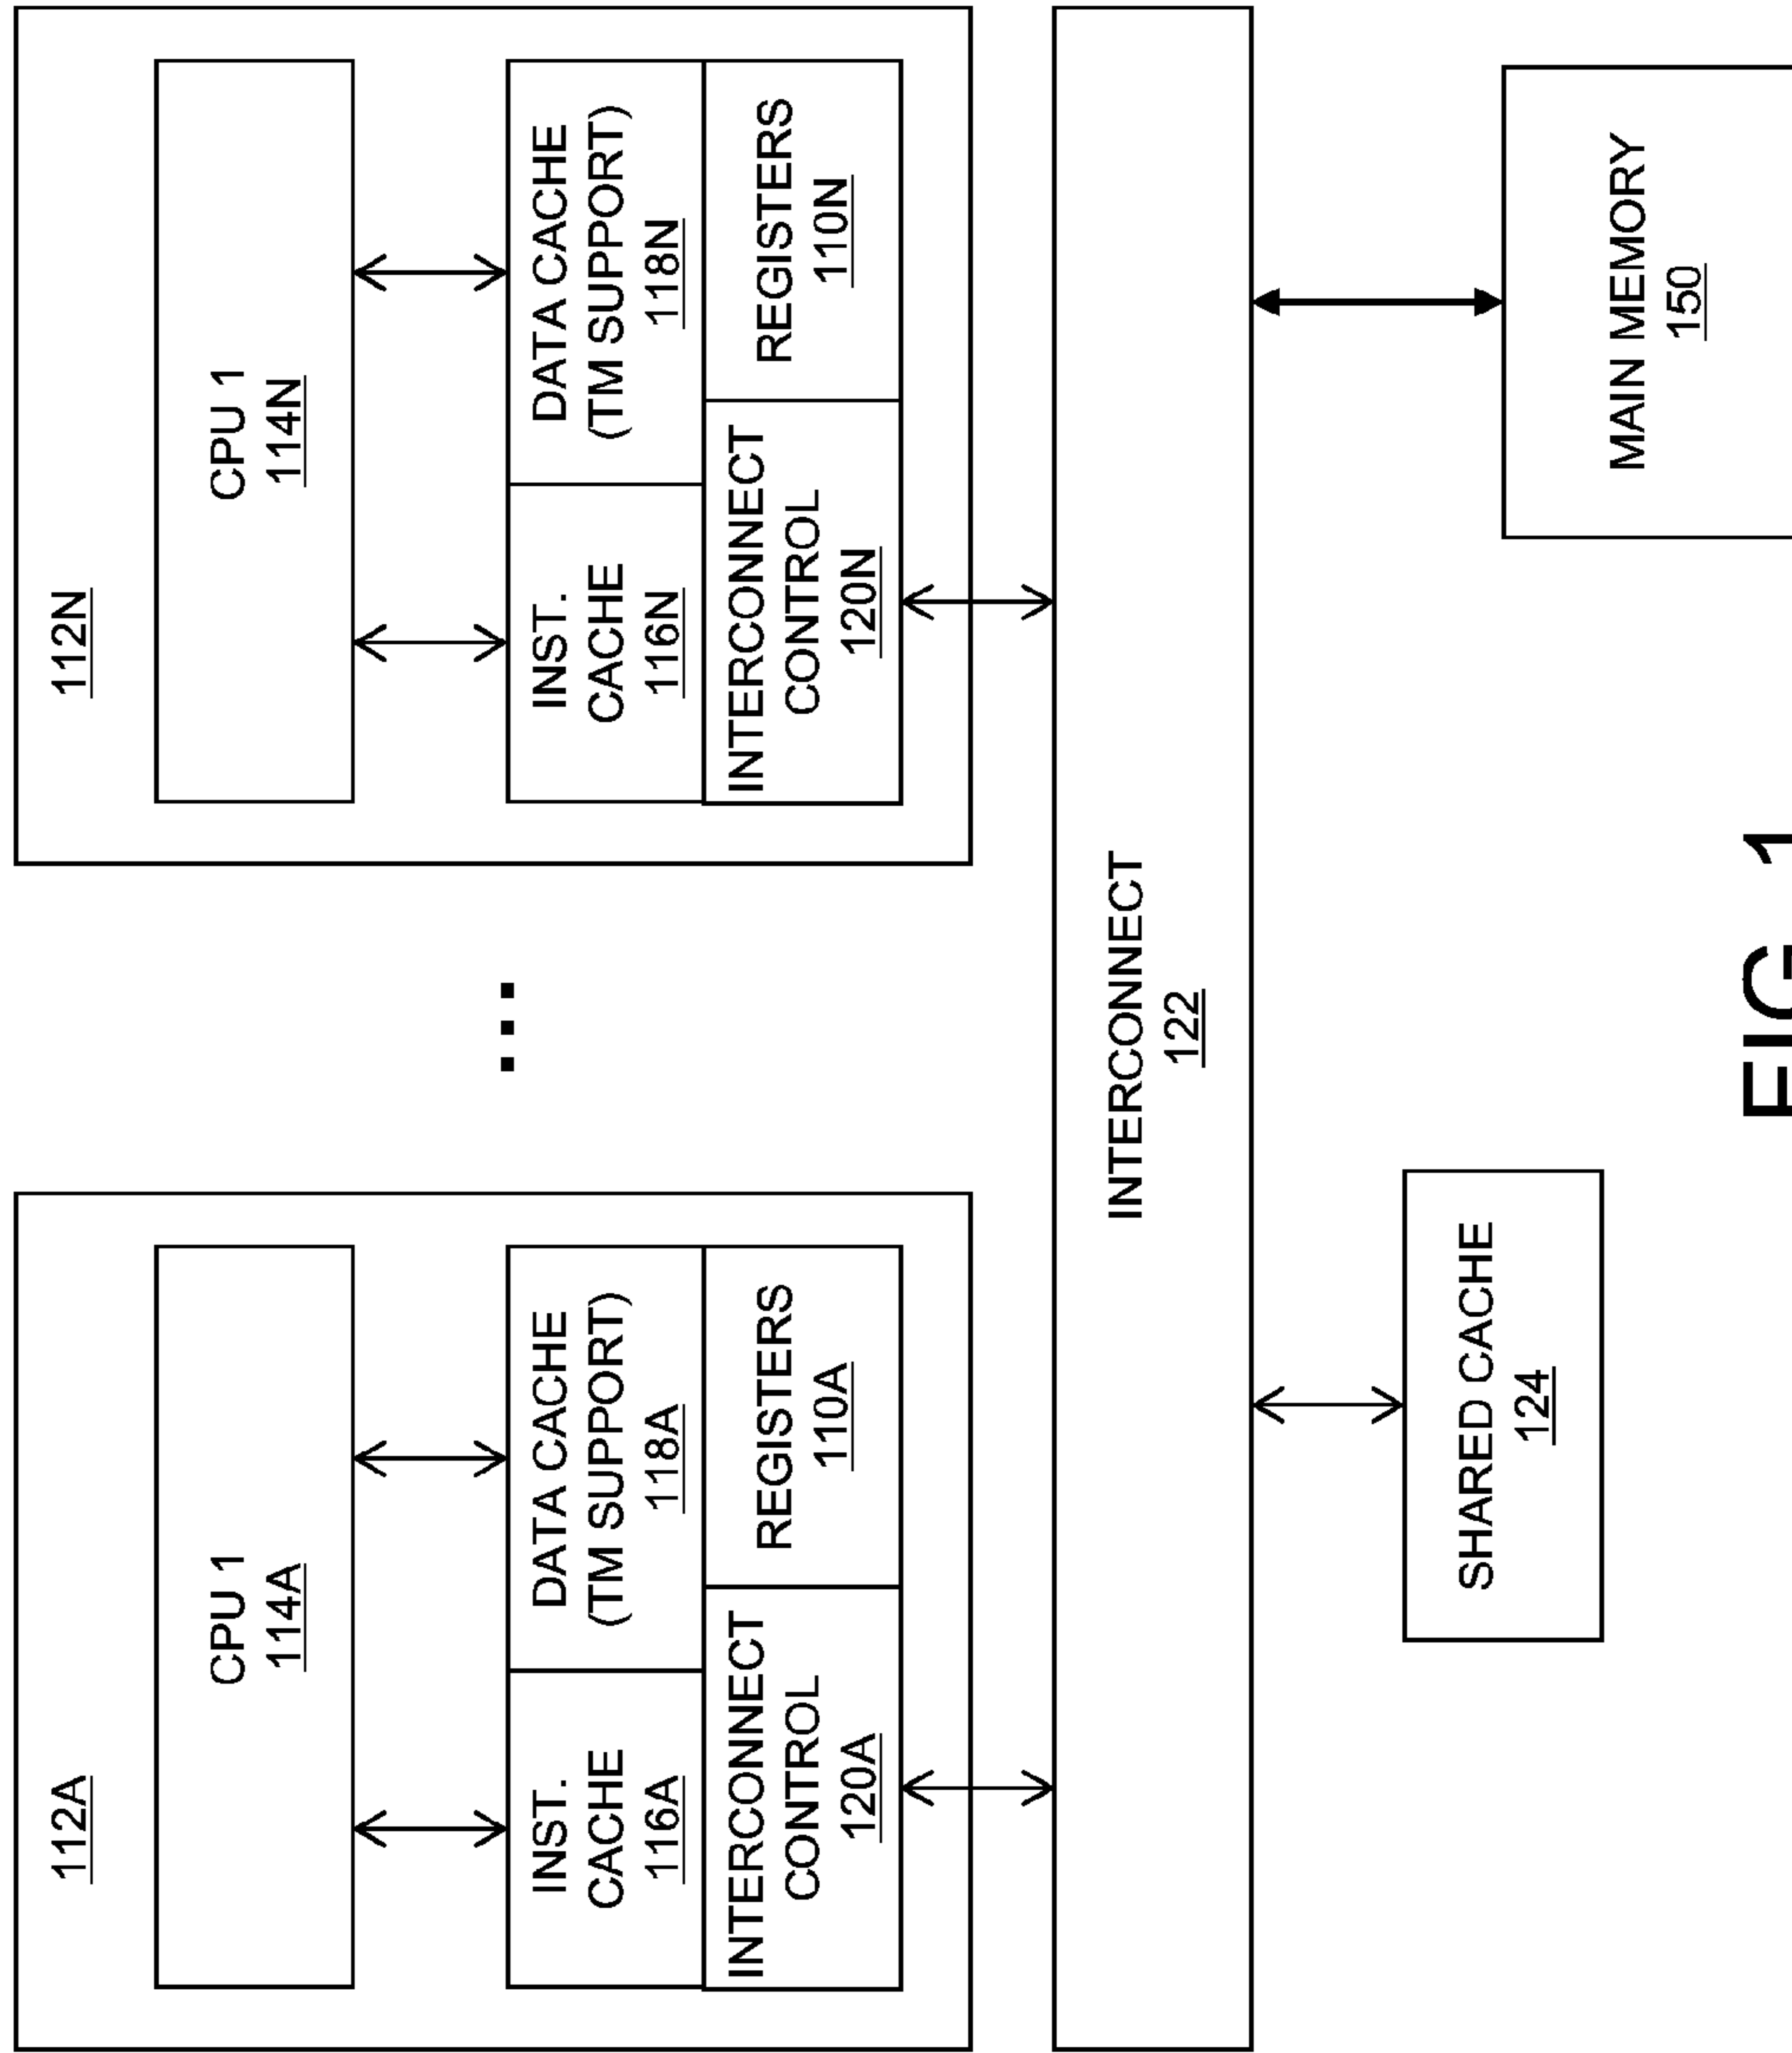 112A
CPU 1
114A
INST.
CACHE
116A
DATA CACHE
(TM SUPPORT)
118A
INTERCONNECT
CONTROL
120A
REGISTERS
110A
...
112N
CPU 1
114N
INST.
CACHE
116N
DATA CACHE
(TM SUPPORT)
118N
INTERCONNECT
CONTROL
120N
REGISTERS
110N
INTERCONNECT
122
SHARED CACHE
124
MAIN MEMORY
150
FIG. 1